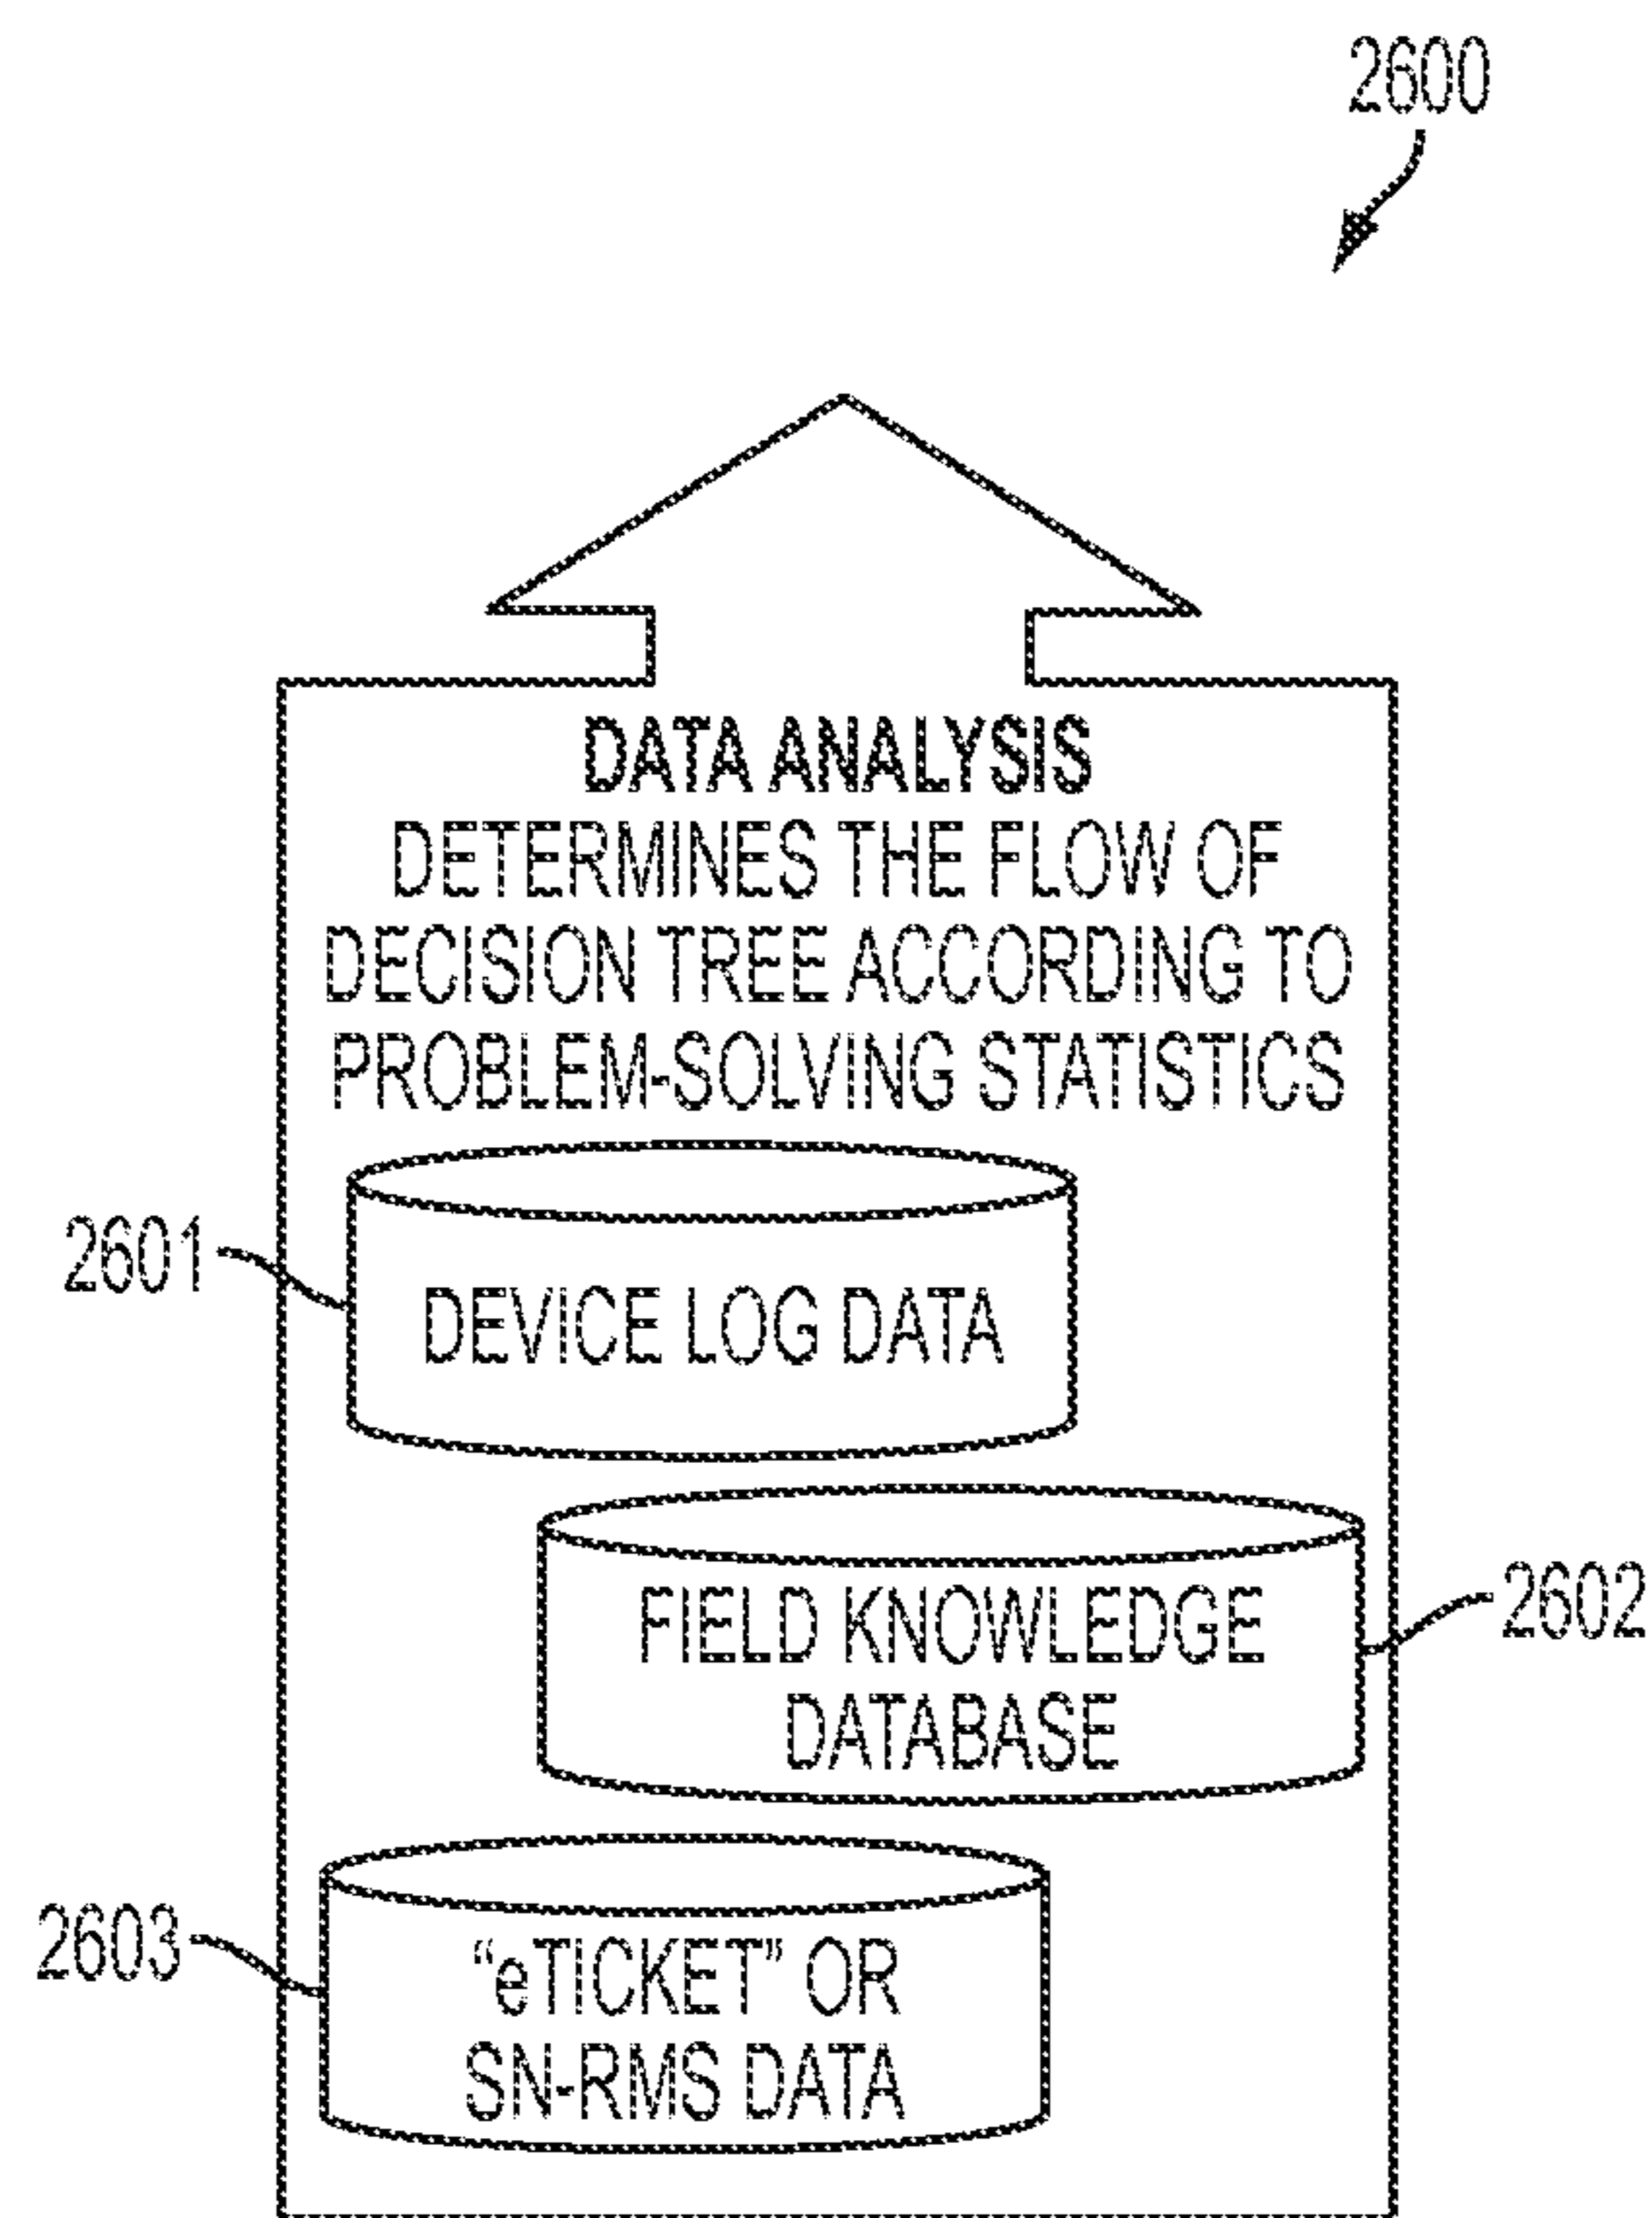 2600
DATA ANALYSIS
DETERMINES THE FLOW OF
DECISION TREE ACCORDING TO
PROBLEM-SOLVING STATISTICS
2601
DEVICE LOG DATA
FIELD KNOWLEDGE
DATABASE
2602
2603
“eTICKET” OR
SN-RMS DATA